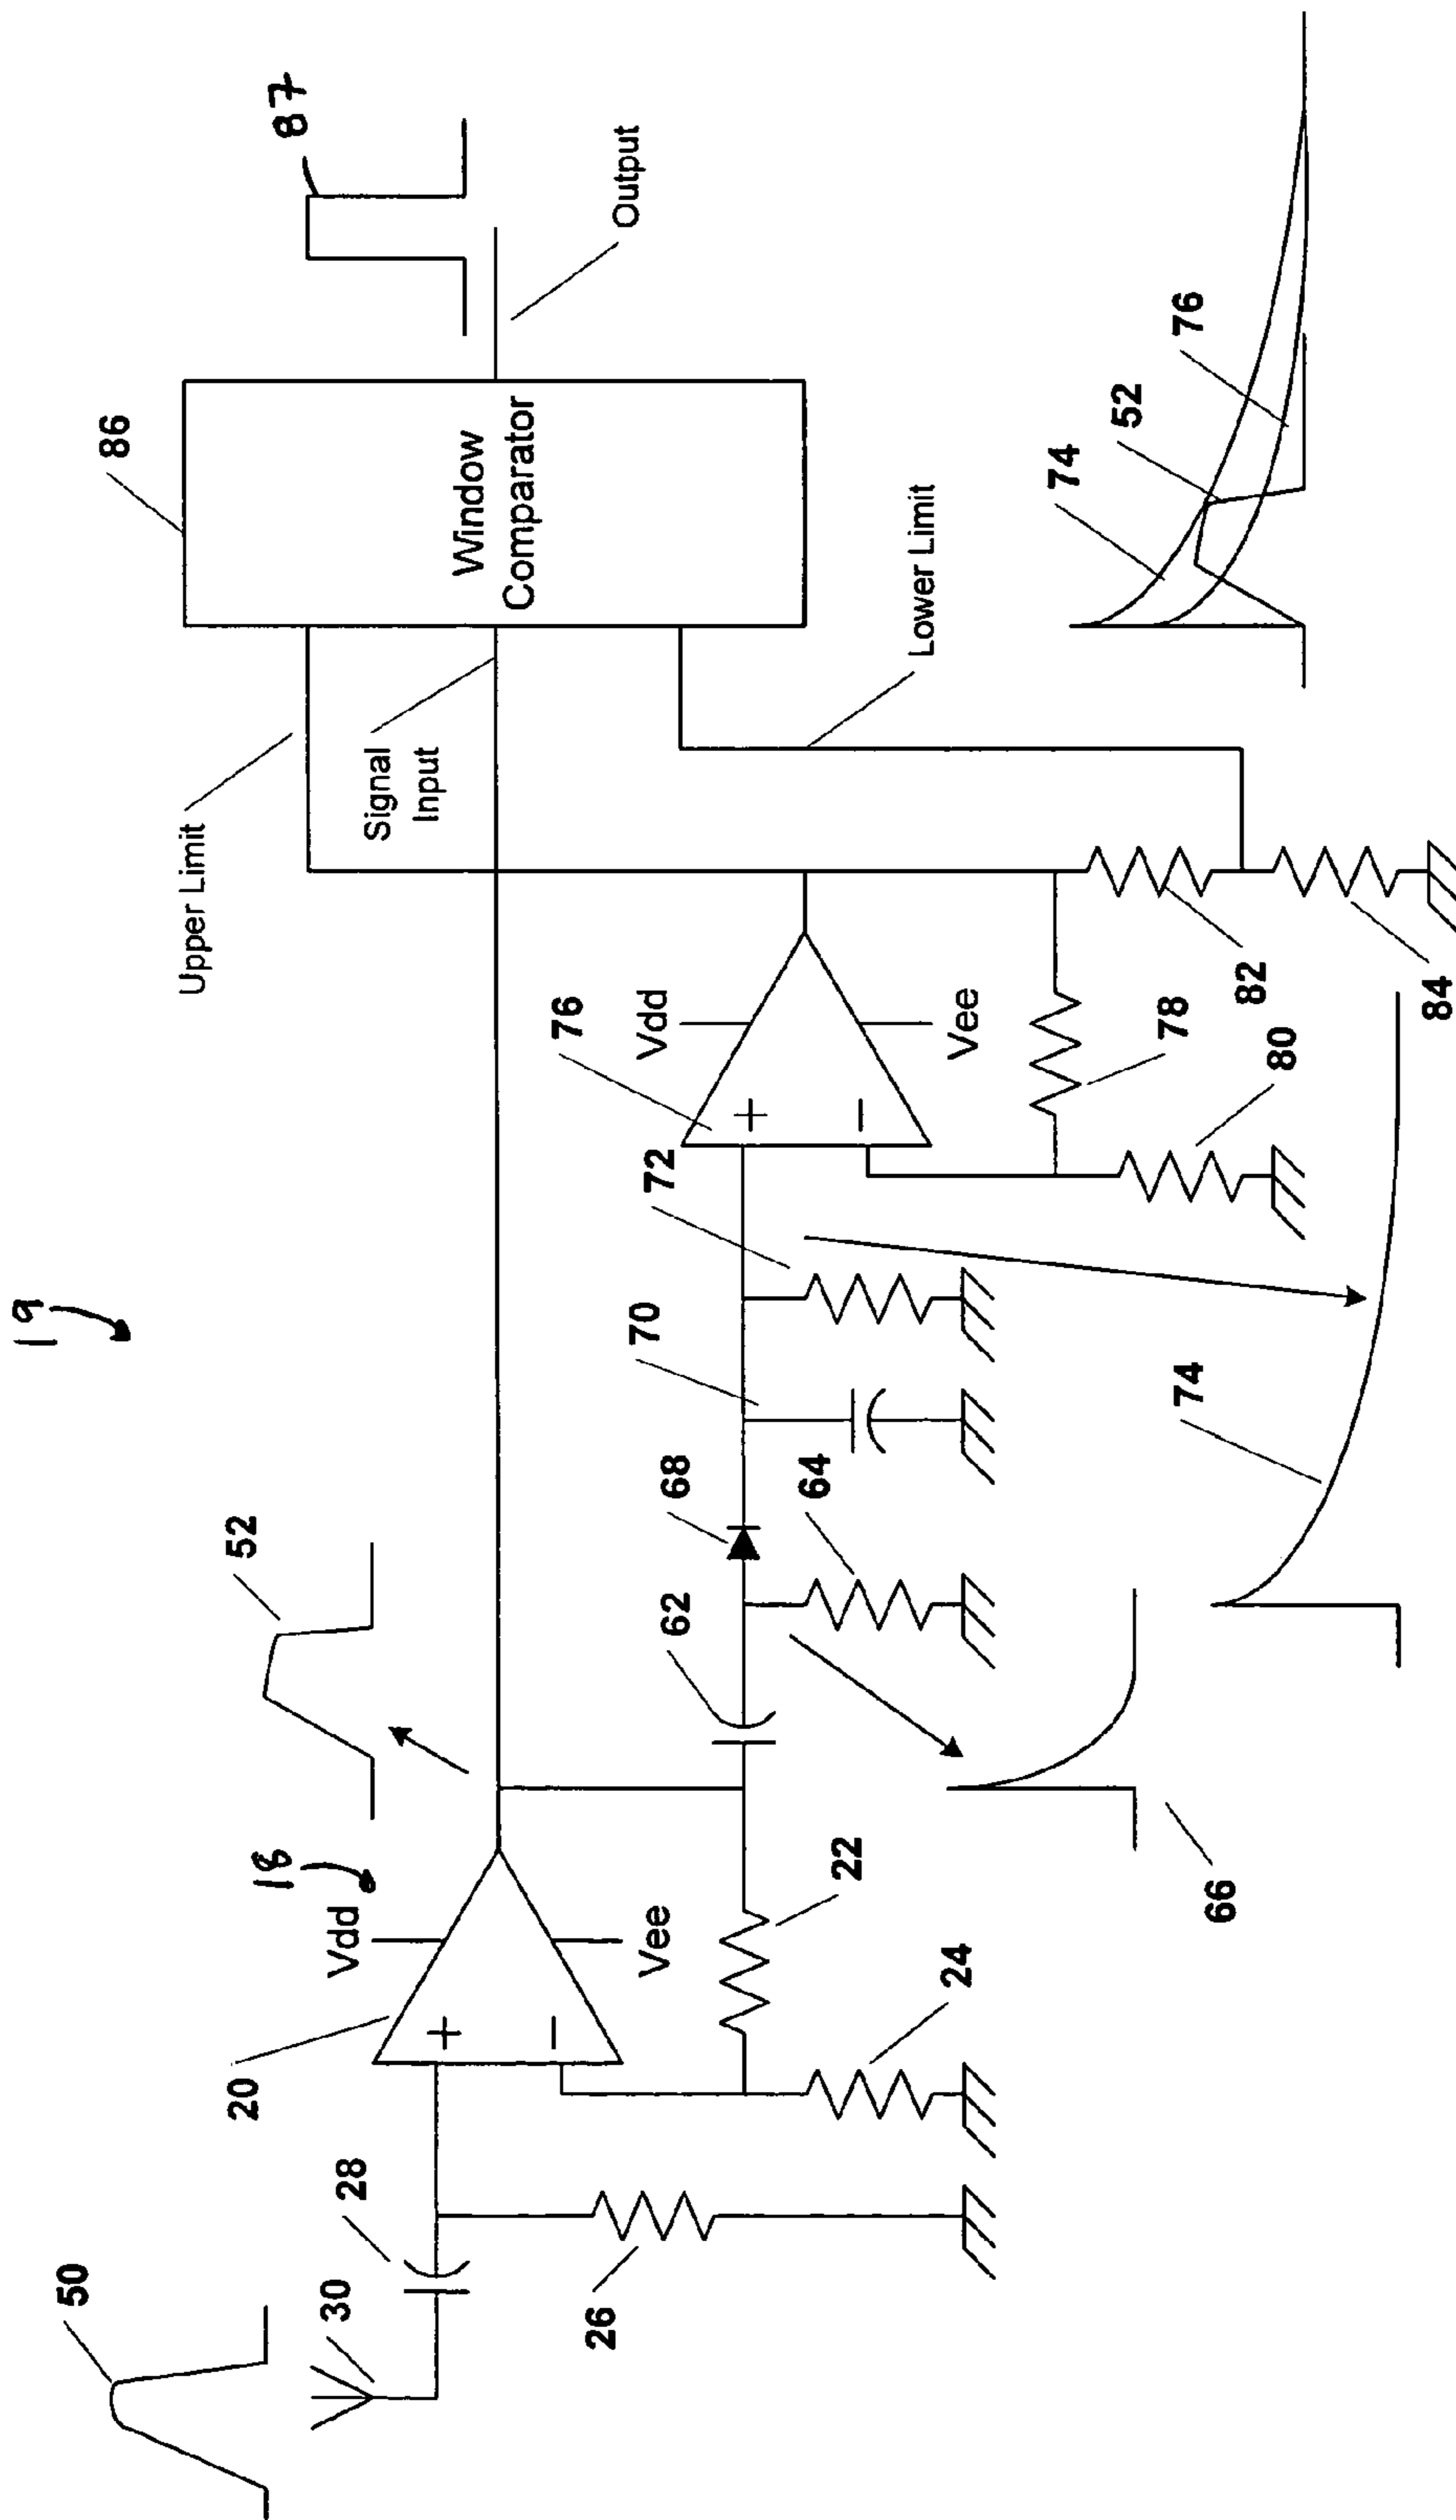 19
50
30
28
20
26
24
22
18
Vdd
Vee
52
62
64
66
68
70
72
74
76
Vdd
Vee
78
80
82
84
Upper Limit
Signal
Input
Lower Limit
86
Window
Comparator
87
Output
74
52
76